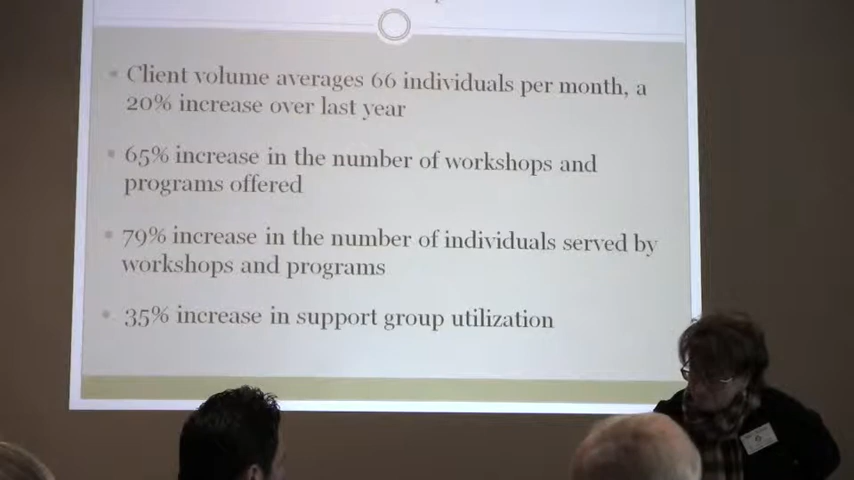 Client volume averages 66 individuals per month, a
20% increase over last year
65% increase in the number of workshops and
programs offered
79% increase in the number of individuals served by
workshops and programs
35% increase in support group utilization